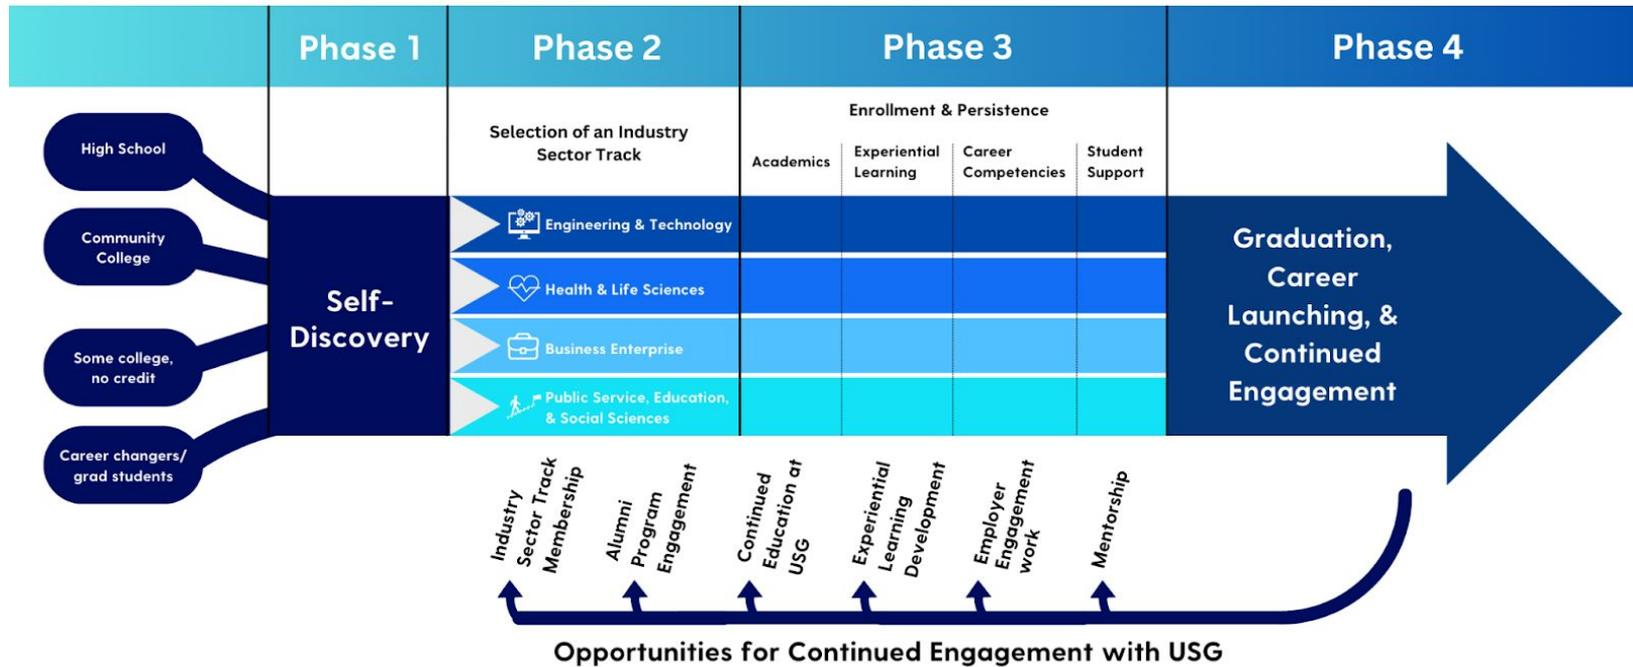 Phase 1
Phase 2
Phase 3
Phase 4
High School
Community
College
Some college,
no credit
Career changers/
grad students
Self-
Discovery
Selection of an Industry
Sector Track
Engineering & Technology
Health & Life Sciences
Business Enterprise
Public Service, Education,
& Social Sciences
Enrollment & Persistence
Academics
Experiential
Learning
Career
Competencies
Student
Support
Graduation,
Career
Launching, &
Continued
Engagement
Industry
Sector Track
Membership
Alumni
Program
Engagement
Continued
Education at
USG
Experiential
Learning
Development
Employer
Engagement
work
Mentorship
Opportunities for Continued Engagement with USG